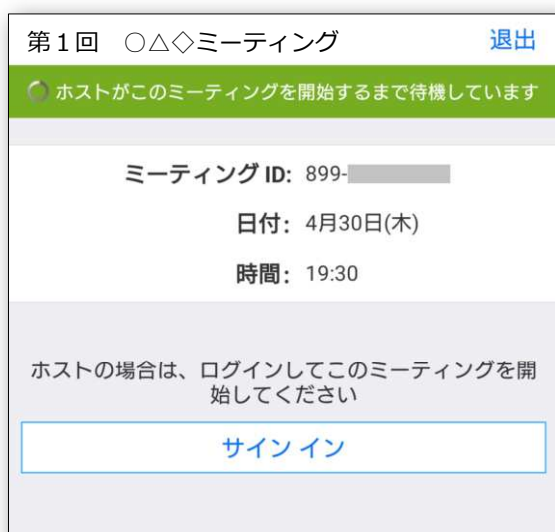 第１回　○△◇ミーティング 退出
ホストがこのミーティングを開始するまで待機しています
ミーティング ID: 899-
日付: 4月30日(木)
時間: 19:30
ホストの場合は、ログインしてこのミーティングを開
始してください
サイン イン